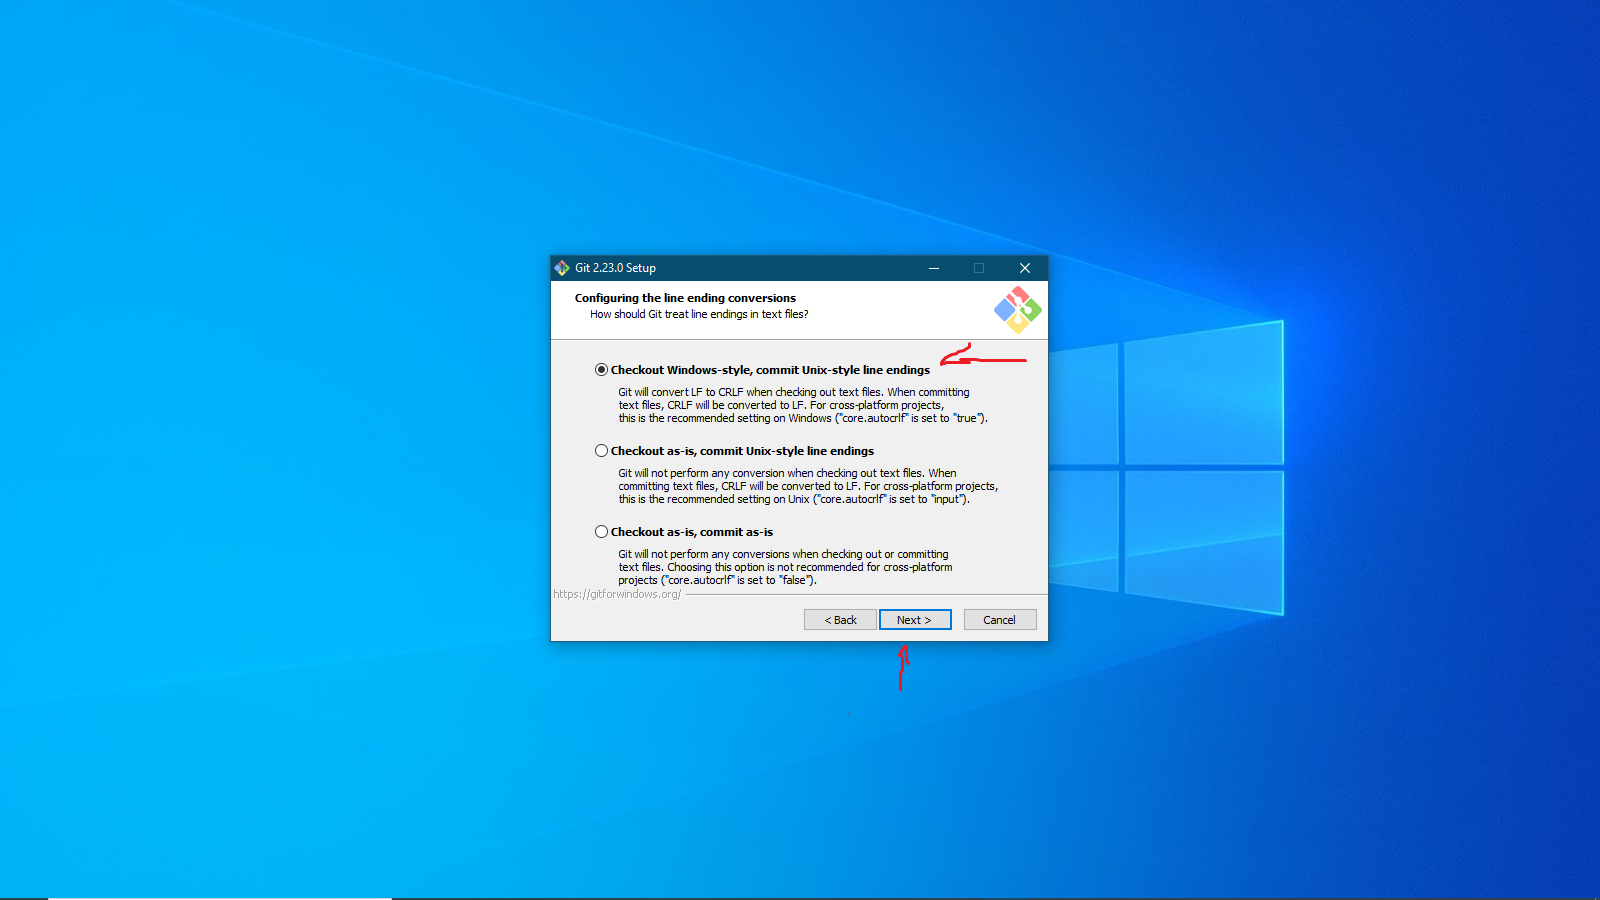 Git 2.23.0 Setup
Configuring the line ending conversions
How should Git treat line endings in text files?
Checkout Windows-style, commit Unix-style line endings
Git will convert LF to CRLF when checking out text files. When committing
text files, CRLF will be converted to LF. For cross-platform projects,
this is the recommended setting on Windows ("core.autocrlf" is set to "true").
Checkout as-is, commit Unix-style line endings
Git will not perform any conversion when checking out text files. When
committing text files, CRLF will be converted to LF. For cross-platform projects,
this is the recommended setting on Unix ("core.autocrlf" is set to "input").
Checkout as-is, commit as-is
Git will not perform any conversions when checking out or committing
text files. Choosing this option is not recommended for cross-platform
projects ("core.autocrlf" is set to "false").
https://gitforwindows.org/
< Back Next > Cancel